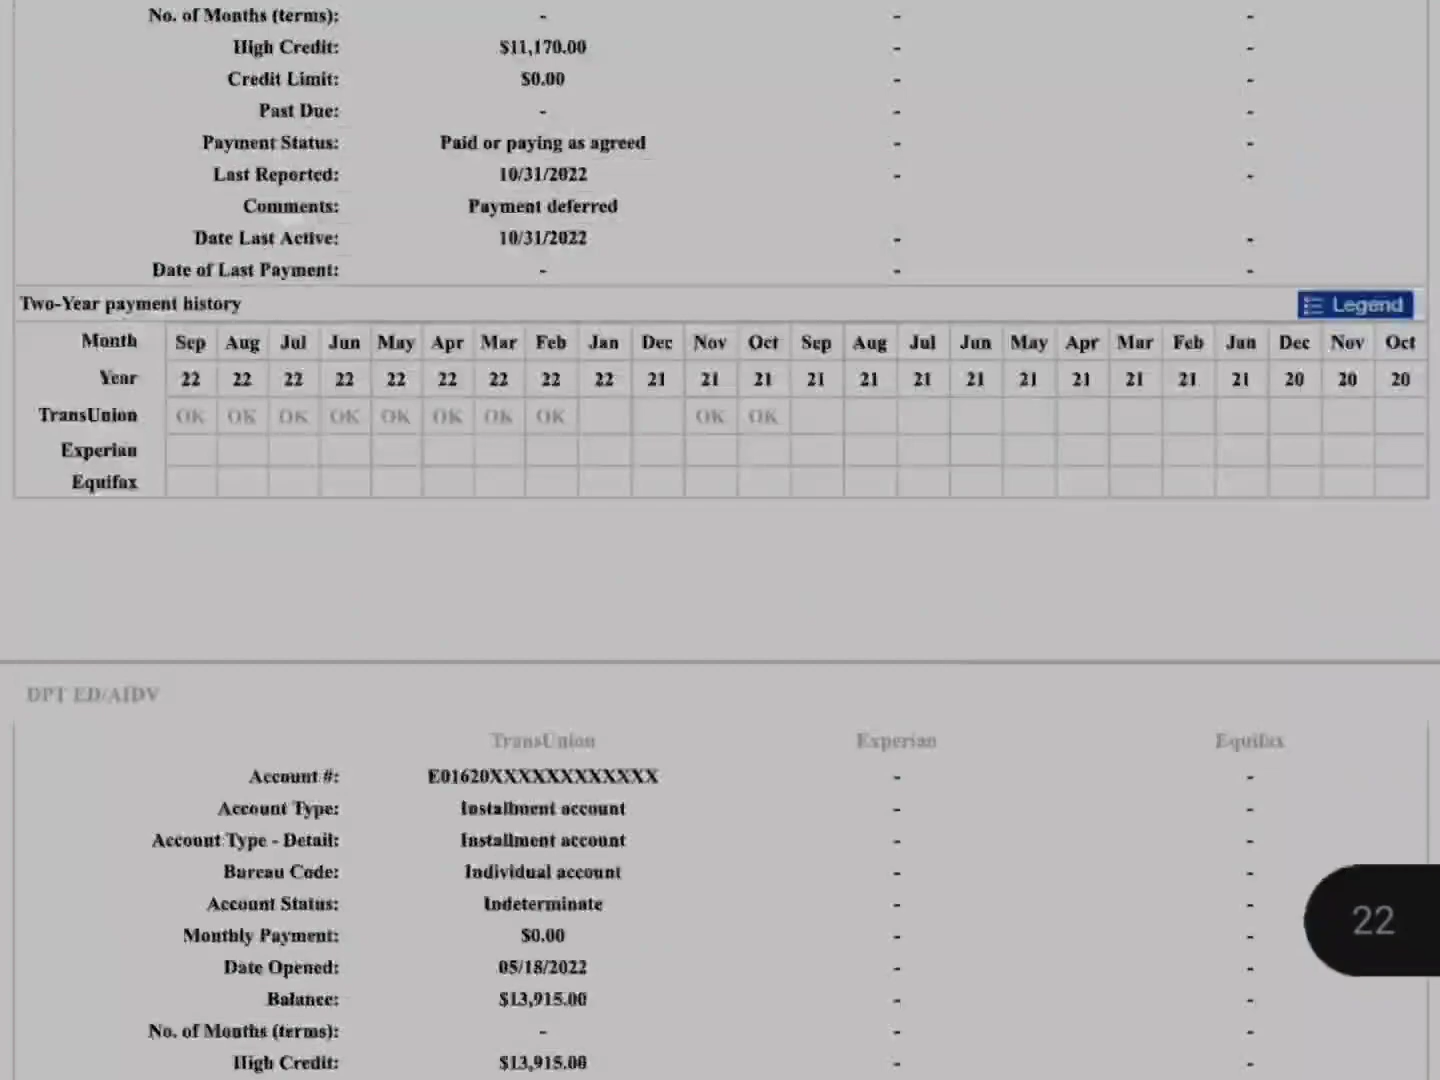 No. of Months (terms): - - -
High Credit: $11,170.00 - -
Credit Limit: $0.00 - -
Past Due: - - -
Payment Status: Paid or paying as agreed - -
Last Reported: 10/31/2022 - -
Comments: Payment deferred
Date Last Active: 10/31/2022 - -
Date of Last Payment: - - -
Two-Year payment history Legend
Month Sep Aug Jul Jun May Apr Mar Feb Jan Dec Nov Oct Sep Aug Jul Jun May Apr Mar Feb Jan Dec Nov Oct
Year 22 22 22 22 22 22 22 22 22 21 21 21 21 21 21 21 21 21 21 21 21 20 20 20
TransUnion OK OK OK OK OK OK OK OK OK OK
Experian
Equifax
DPT ED/AIDV
TransUnion Experian Equifax
Account #: E01620XXXXXXXXXXXX - -
Account Type: Installment account - -
Account Type - Detail: Installment account - -
Bureau Code: Individual account - -
Account Status: Indeterminate - -
Monthly Payment: $0.00 - -
Date Opened: 05/18/2022 - -
Balance: $13,915.00 - -
No. of Months (terms): - - -
High Credit: $13,915.00 - -
22